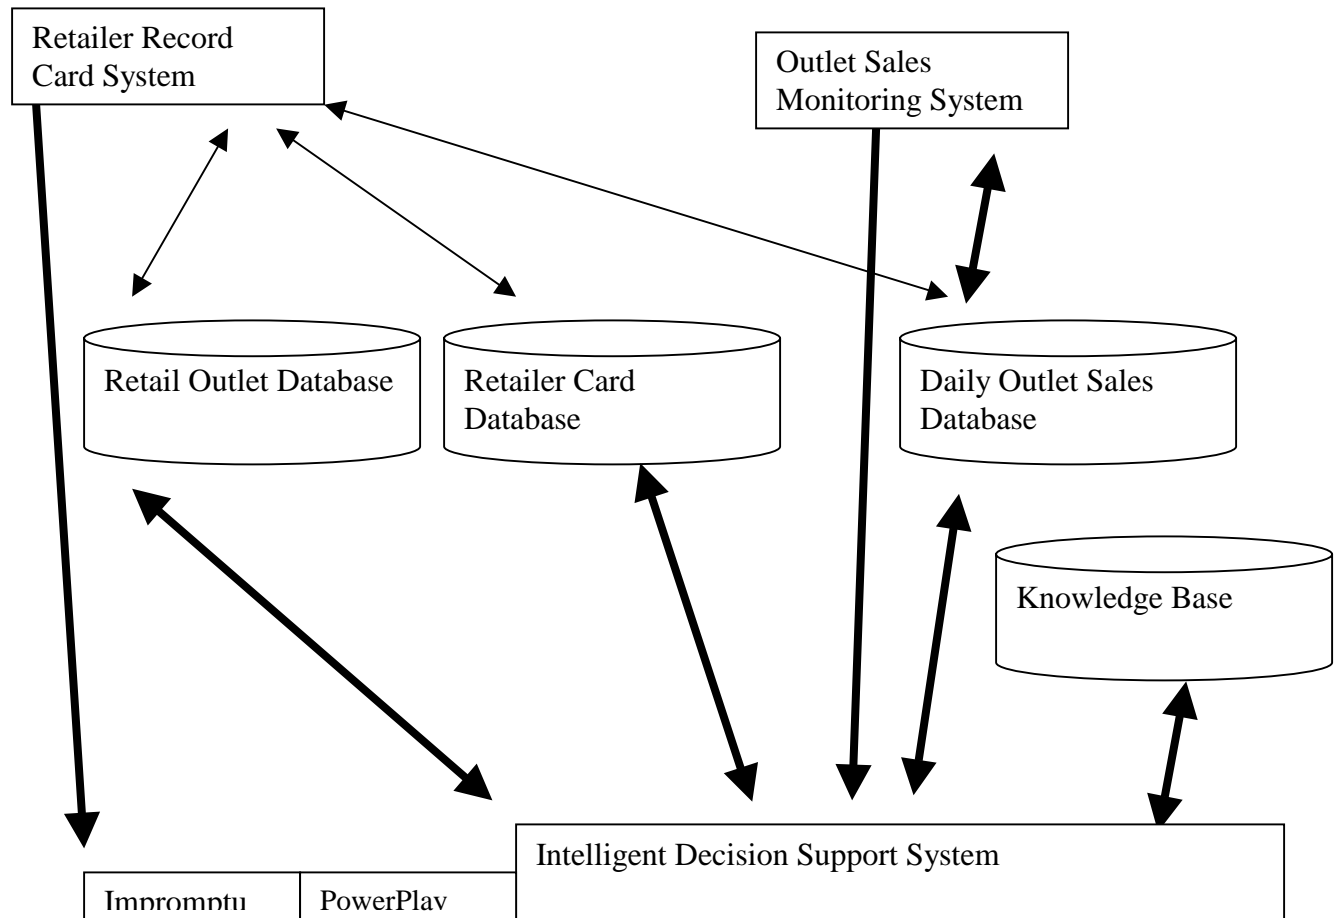 Retailer Record
Card System
Outlet Sales
Monitoring System
Retail Outlet Database
Retailer Card
Database
Daily Outlet Sales
Database
Knowledge Base
Intelligent Decision Support System
Impromptu
PowerPlay